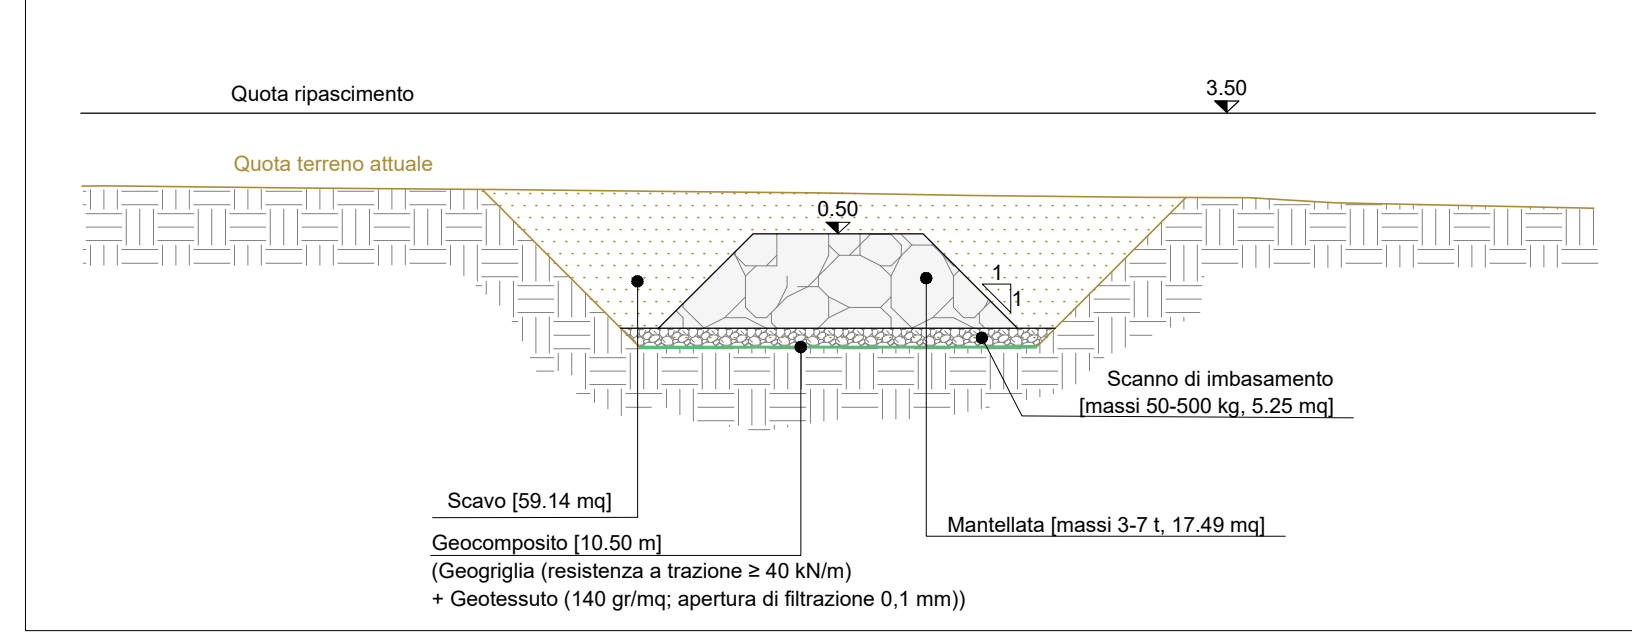 3.50
Quota ripascimento
Quota terreno attuale
0.50
1
1
Scanno di imbasamento
[massi 50-500 kg, 5.25 mq]
Scavo [59.14 mq]
Mantellata [massi 3-7 t, 17.49 mq]
Geocomposito [10.50 m]
(Geogriglia (resistenza a trazione ≥ 40 kN/m)
+ Geotessuto (140 gr/mq; apertura di filtrazione 0,1 mm))